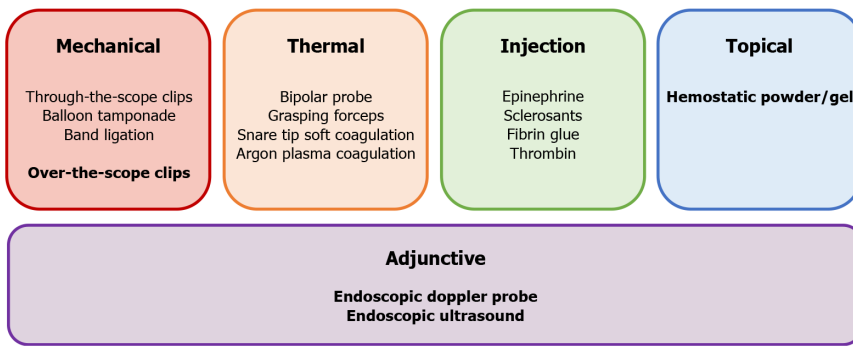 Mechanical
Through-the-scope clips
Balloon tamponade
Band ligation
Over-the-scope clips
Thermal
Bipolar probe
Grasping forceps
Snare tip soft coagulation
Argon plasma coagulation
Injection
Epinephrine
Sclerosants
Fibrin glue
Thrombin
Topical
Hemostatic powder/gel
Adjunctive
Endoscopic doppler probe
Endoscopic ultrasound